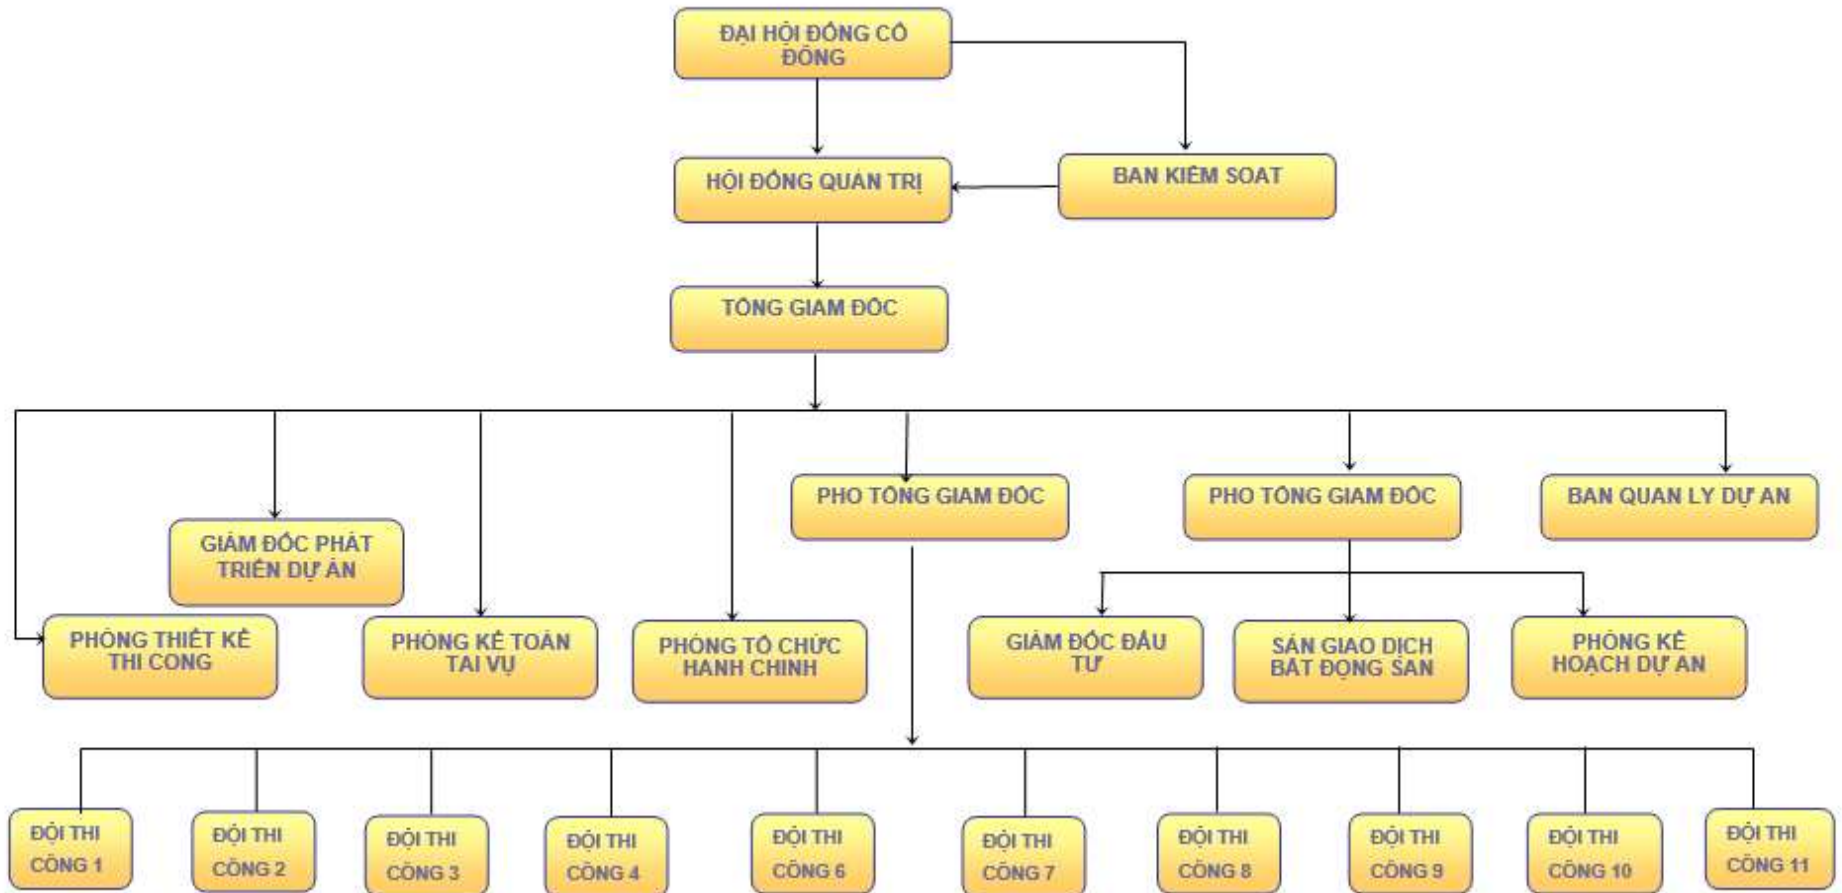 ĐẠI HỘI ĐỒNG CỔ
ĐÔNG
HỘI ĐỒNG QUẢN TRỊ
BAN KIỂM SOÁT
TỔNG GIÁM ĐỐC
PHÓ TỔNG GIÁM ĐỐC
PHÓ TỔNG GIÁM ĐỐC
BAN QUẢN LÝ DỰ ÁN
GIÁM ĐỐC PHÁT
TRIỂN DỰ ÁN
PHÒNG THIẾT KẾ
THI CÔNG
PHÒNG KẾ TOÁN
TÀI VỤ
PHÒNG TỔ CHỨC
HÀNH CHÍNH
GIÁM ĐỐC ĐẦU
TƯ
SÀN GIAO DỊCH
BẤT ĐỘNG SẢN
PHÒNG KẾ
HOẠCH DỰ ÁN
ĐỘI THI
CÔNG 1
ĐỘI THI
CÔNG 2
ĐỘI THI
CÔNG 3
ĐỘI THI
CÔNG 4
ĐỘI THI
CÔNG 6
ĐỘI THI
CÔNG 7
ĐỘI THI
CÔNG 8
ĐỘI THI
CÔNG 9
ĐỘI THI
CÔNG 10
ĐỘI THI
CÔNG 11